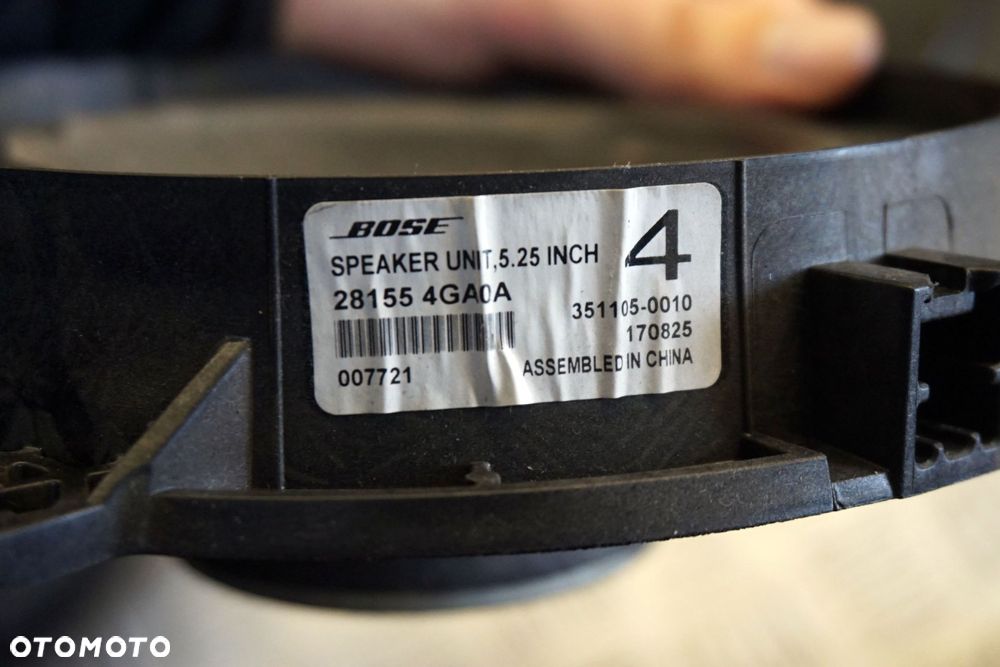 BOSE
SPEAKER UNIT,5.25 INCH
4
28155 4GA0A
351105-0010
170825
007721
ASSEMBLED IN CHINA
OTOMOTO